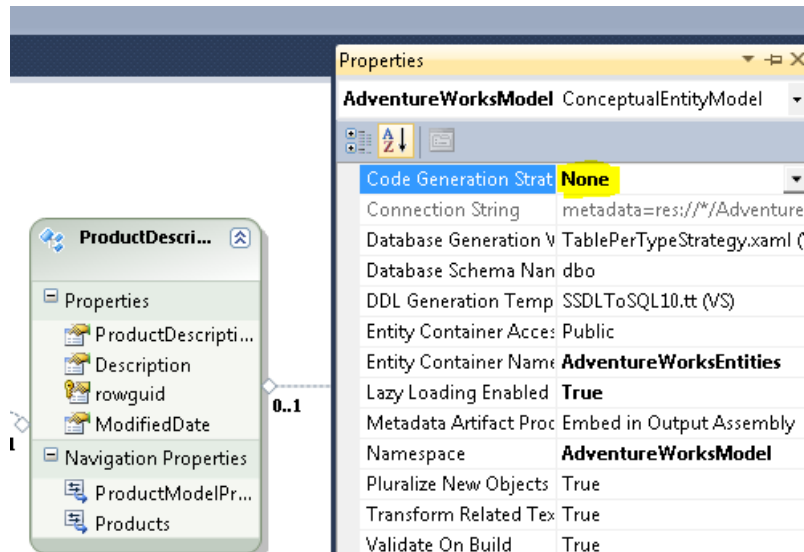 Properties
AdventureWorksModel ConceptualEntityModel
Code Generation Strat None
Connection String metadata=res://*/Adventure
Database Generation V TablePerTypeStrategy.xaml (
Database Schema Nan dbo
DDL Generation Temp SSDLToSQL10.tt (VS)
Entity Container Acces Public
Entity Container Name AdventureWorksEntities
Lazy Loading Enabled True
Metadata Artifact Proc Embed in Output Assembly
Namespace AdventureWorksModel
Pluralize New Objects True
Transform Related Tex True
Validate On Build True
ProductDescri...
Properties
ProductDescripti...
Description
rowguid
ModifiedDate
Navigation Properties
ProductModelPr...
Products
0..1